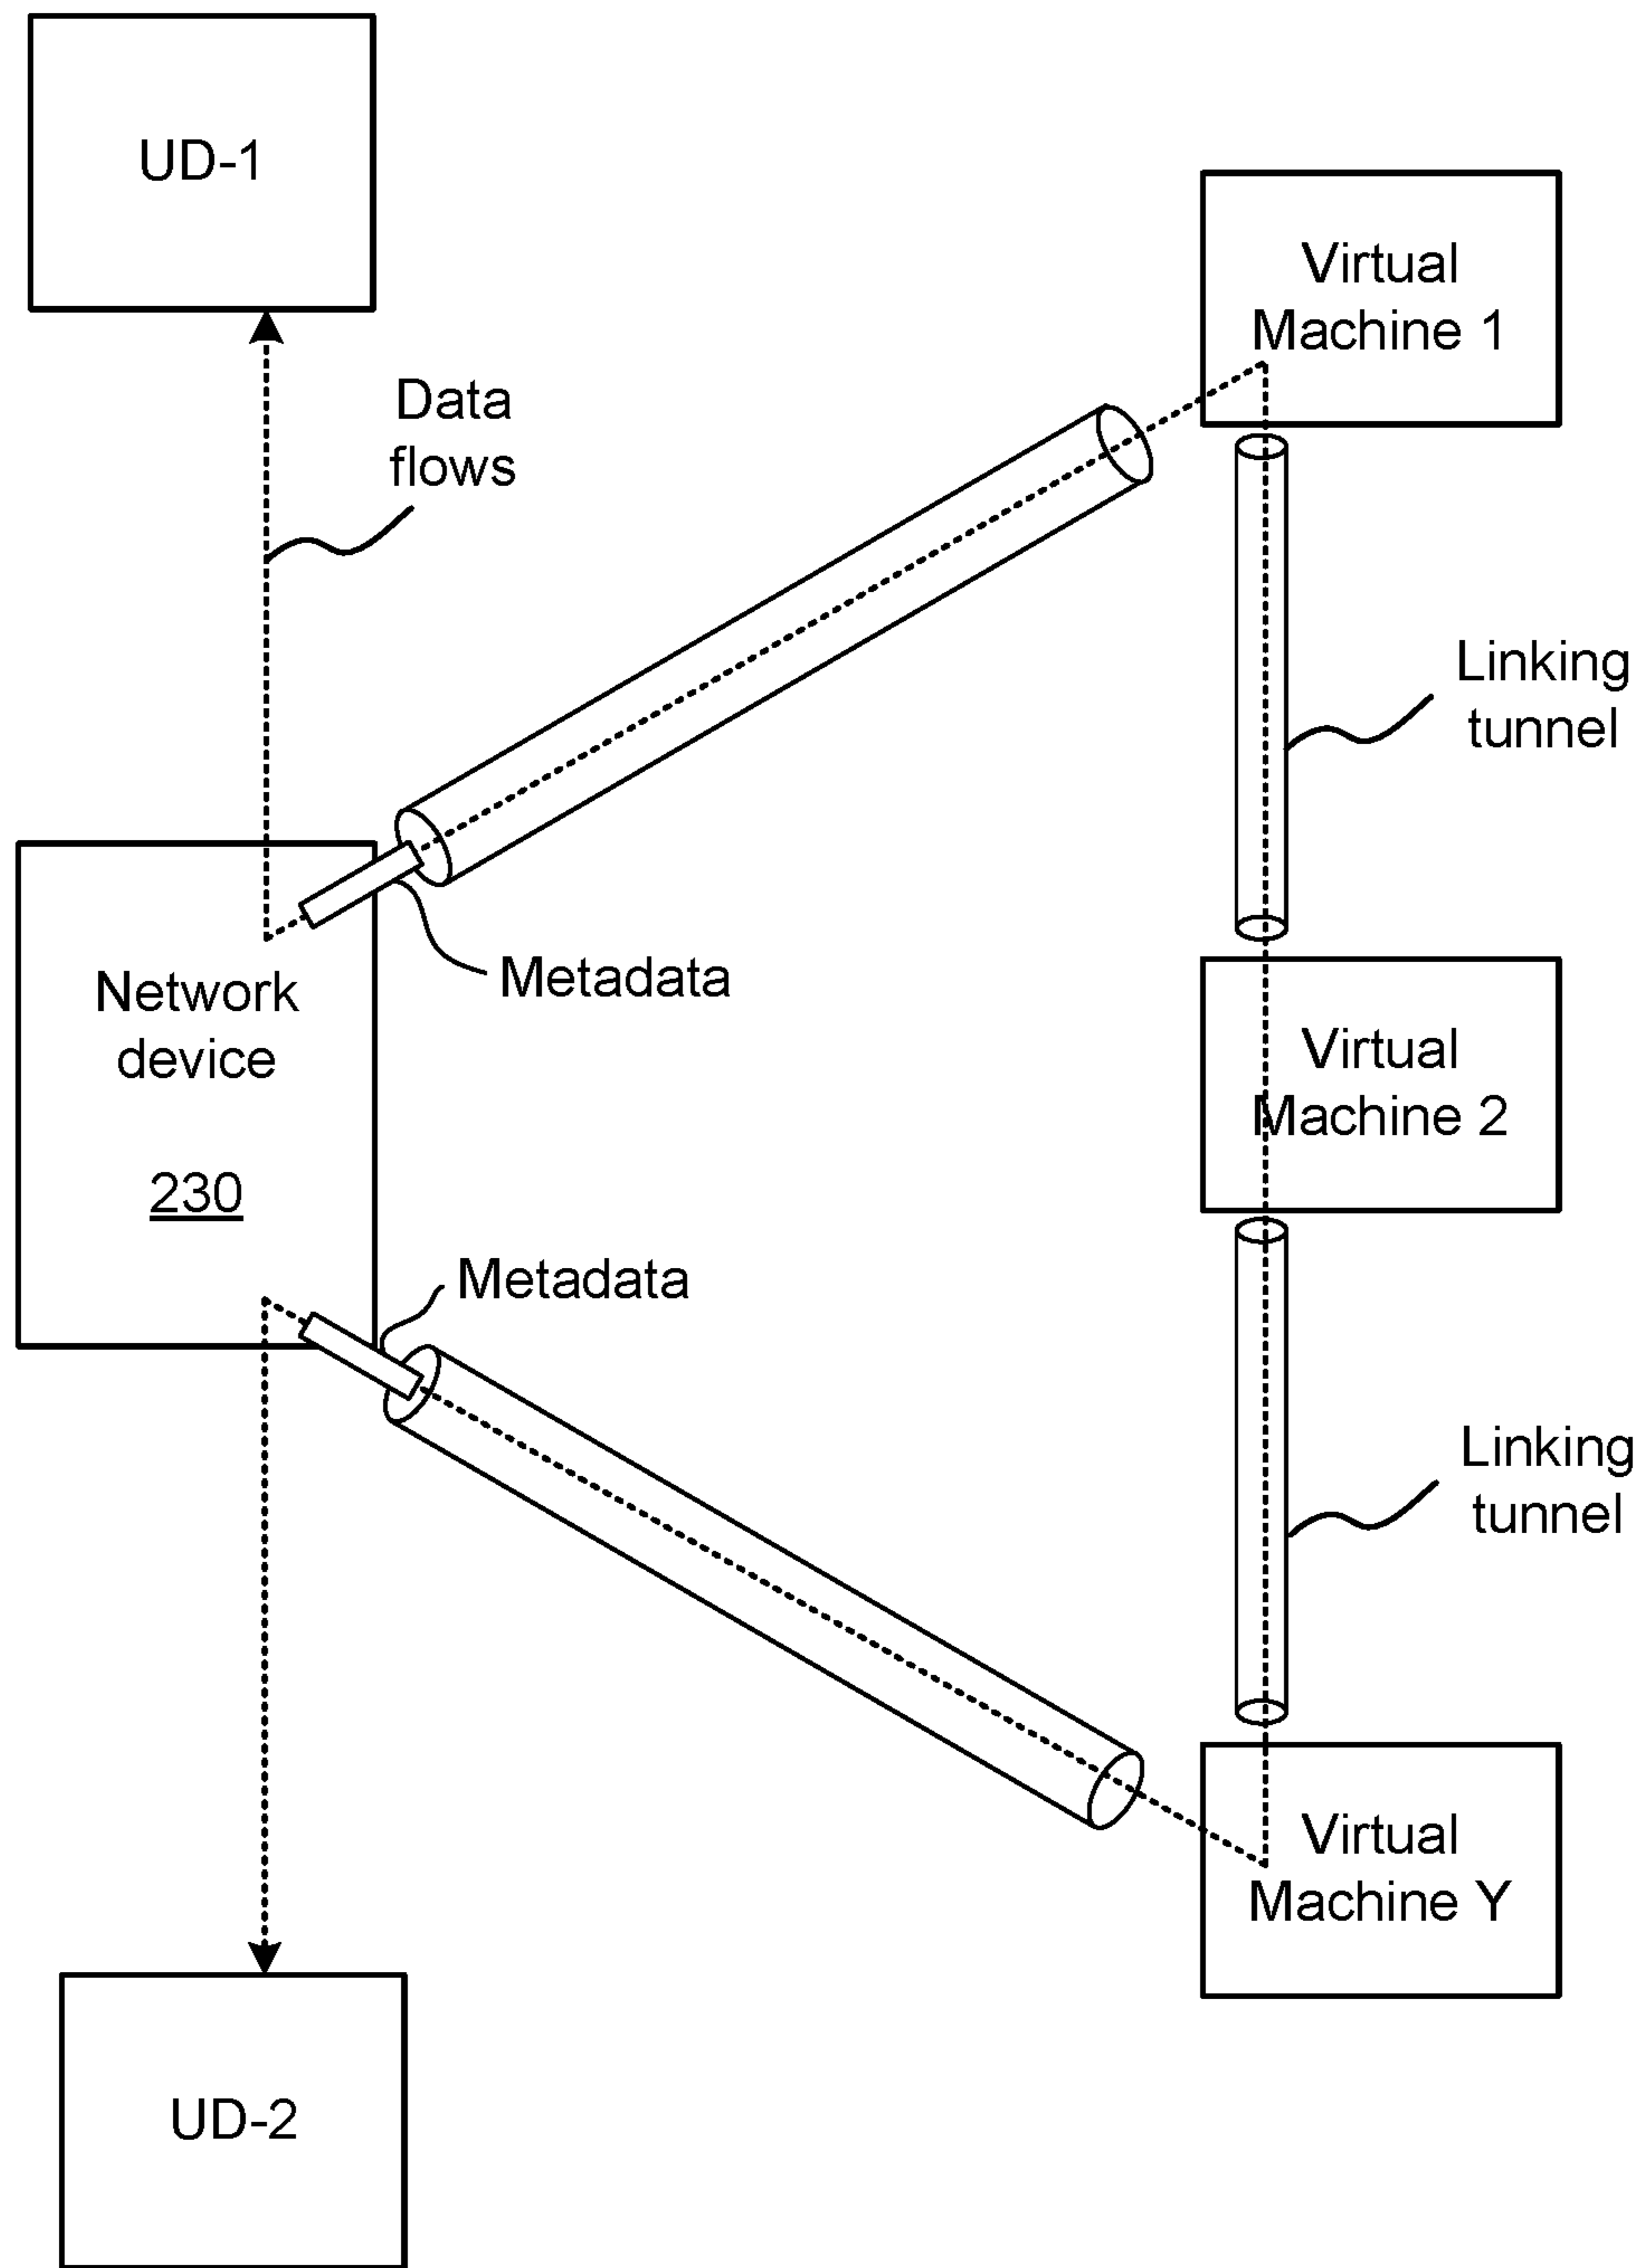 UD-1
Virtual
Machine 1
Data
flows
Linking
tunnel
Network
device
230
Metadata
Virtual
Machine 2
Metadata
Linking
tunnel
Virtual
Machine Y
UD-2